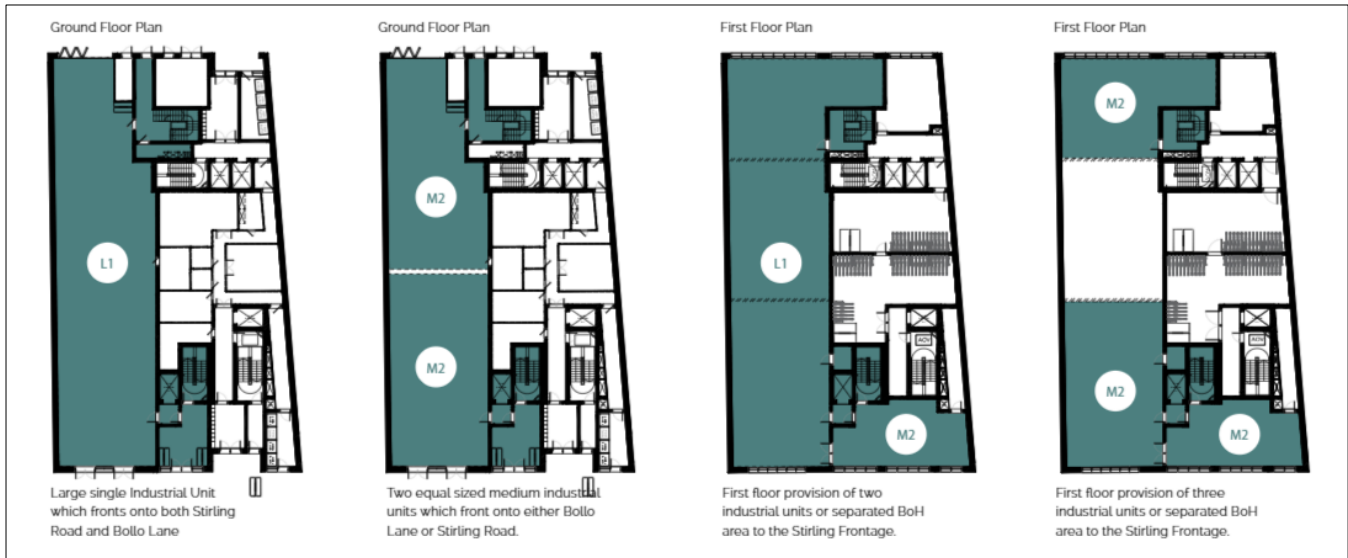 Ground Floor Plan
L1
Large single Industrial Unit
which fronts onto both Stirling
Road and Bollo Lane
Ground Floor Plan
M2
M2
Two equal sized medium industrial
units which front onto either Bollo
Lane or Stirling Road.
First Floor Plan
L1
AOV
M2
First floor provision of two
industrial units or separated BoH
area to the Stirling Frontage.
First Floor Plan
M2
AOV
M2
M2
First floor provision of three
industrial units or separated BoH
area to the Stirling Frontage.